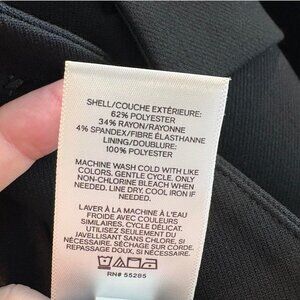 SHELL/COUCHE EXTÉRIEURE:
62% POLYESTER
34% RAYON/RAYONNE
4% SPANDEX/FIBRE ÉLASTHANNE
LINING/DOUBLURE:
100% POLYESTER
MACHINE WASH COLD WITH LIKE
COLORS. GENTLE CYCLE. ONLY
NON-CHLORINE BLEACH WHEN
NEEDED. LINE DRY, COOL IRON IF
NEEDED.
LAVER À LA MACHINE À L'EAU
FROIDE AVEC COULEURS
SIMILAIRES. CYCLE DÉLICAT.
UTILISEZ SEULEMENT DU
JAVELLISANT SANS CHLORE, SI
NÉCESSAIRE. SÉCHAGE SUR CORDE.
REPASSAGE DOUX, SI NÉCESSAIRE.
RN# 55285